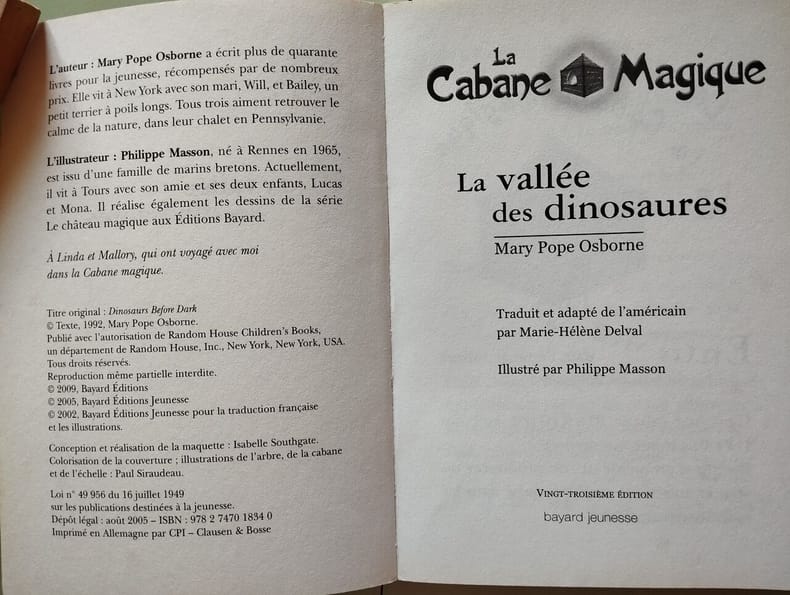 L'auteur : Mary Pope Osborne a écrit plus de quarante
livres pour la jeunesse, récompensés par de nombreux
prix. Elle vit à New York avec son mari, Will, et Bailey, un
petit terrier à poils longs. Tous trois aiment retrouver le
calme de la nature, dans leur chalet en Pennsylvanie.
L'illustrateur : Philippe Masson, né à Rennes en 1965,
est issu d'une famille de marins bretons. Actuellement,
il vit à Tours avec son amie et ses deux enfants, Lucas
et Mona. Il réalise également les dessins de la série
Le château magique aux Éditions Bayard.
À Linda et Mallory, qui ont voyagé avec moi
dans la Cabane magique.
Titre original : Dinosaurs Before Dark
© Texte, 1992, Mary Pope Osborne.
Publié avec l'autorisation de Random House Children's Books,
un département de Random House, Inc., New York, New York, USA.
Tous droits réservés.
Reproduction même partielle interdite.
© 2009, Bayard Éditions
© 2005, Bayard Éditions Jeunesse
© 2002, Bayard Éditions Jeunesse pour la traduction française
et les illustrations.
Conception et réalisation de la maquette : Isabelle Southgate.
Colorisation de la couverture ; illustrations de l'arbre, de la cabane
et de l'échelle : Paul Siraudeau.
Loi n° 49 956 du 16 juillet 1949
sur les publications destinées à la jeunesse.
Dépôt légal : août 2005 – ISBN : 978 2 7470 1834 0
Imprimé en Allemagne par CPI – Clausen & Bosse
La
Cabane Magique
La vallée
des dinosaures
Mary Pope Osborne
Traduit et adapté de l'américain
par Marie-Hélène Delval
Illustré par Philippe Masson
VINGT-TROISIÈME ÉDITION
bayard jeunesse